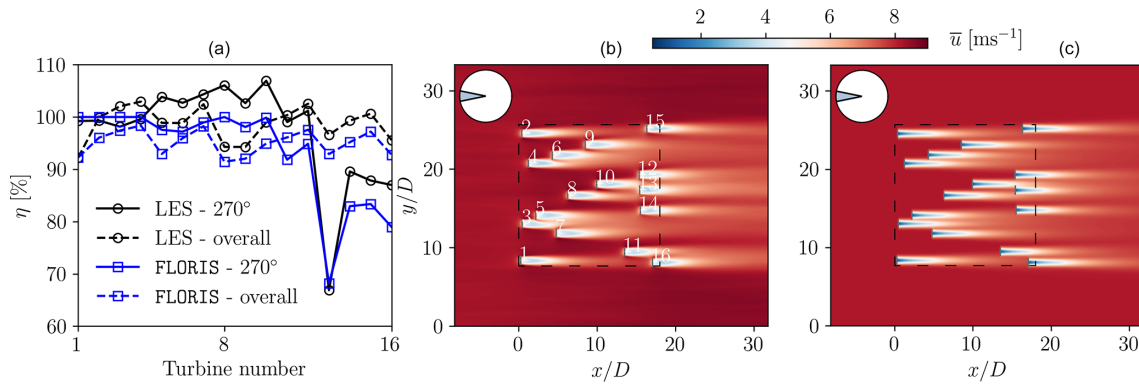 2 4 6 8
u̅ [ms⁻¹]
(a) (b) (c)
110
100
90
80
70
60
η [%]
LES - 270°
LES - overall
FLORIS - 270°
FLORIS - overall
1 8 16
Turbine number
30
20
10
0
y/D
2 15
9
4 6
12
10 13
8
14
3 5
7
11
1 16
0 10 20 30
x/D
30
20
10
0
0 10 20 30
x/D